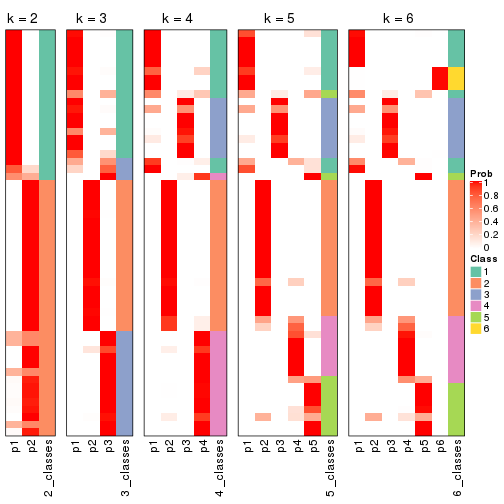 k = 2
k = 3
k = 4
k = 5
k = 6
Prob
1
0.8
0.6
0.4
0.2
0
Class
1
2
3
4
5
6
p1
p2
2_classes
p1
p2
p3
3_classes
p1
p2
p3
p4
4_classes
p1
p2
p3
p4
p5
5_classes
p1
p2
p3
p4
p5
p6
6_classes